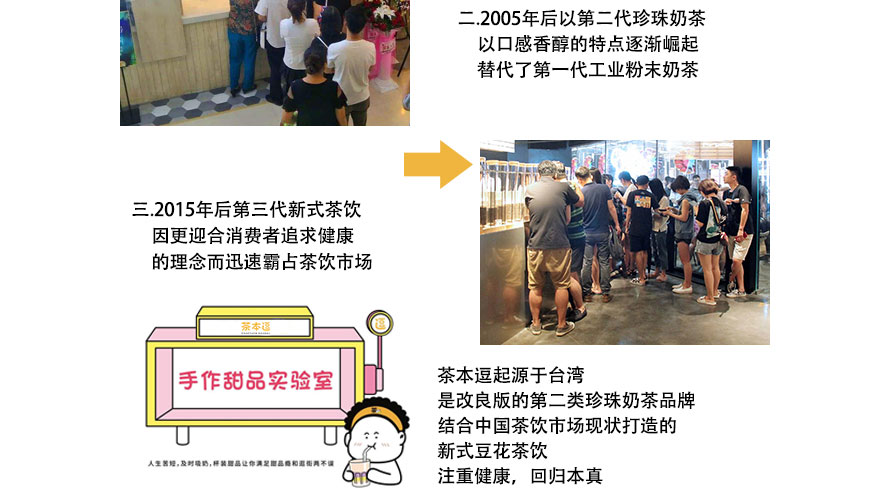 二.2005年后以第二代珍珠奶茶
以口感香醇的特点逐渐崛起
替代了第一代工业粉末奶茶
三.2015年后第三代新式茶饮
因更迎合消费者追求健康
的理念而迅速霸占茶饮市场
茶本逗
逗
手作甜品实验室
人生苦短,及时吸奶,杯装甜品让你满足甜品瘾和逛街两不误
茶本逗起源于台湾
是改良版的第二类珍珠奶茶品牌
结合中国茶饮市场现状打造的
新式豆花茶饮
注重健康，回归本真